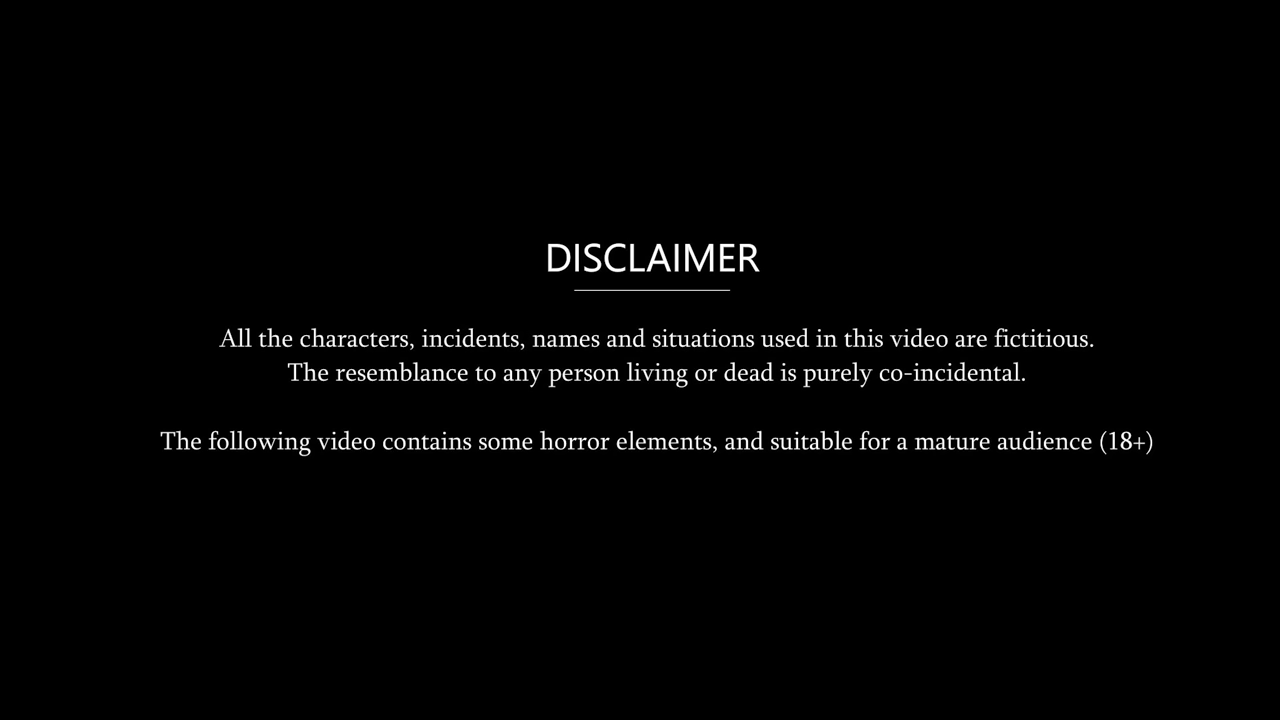 DISCLAIMER
All the characters, incidents, names and situations used in this video are fictitious.
The resemblance to any person living or dead is purely co-incidental.
The following video contains some horror elements, and suitable for a mature audience (18+)